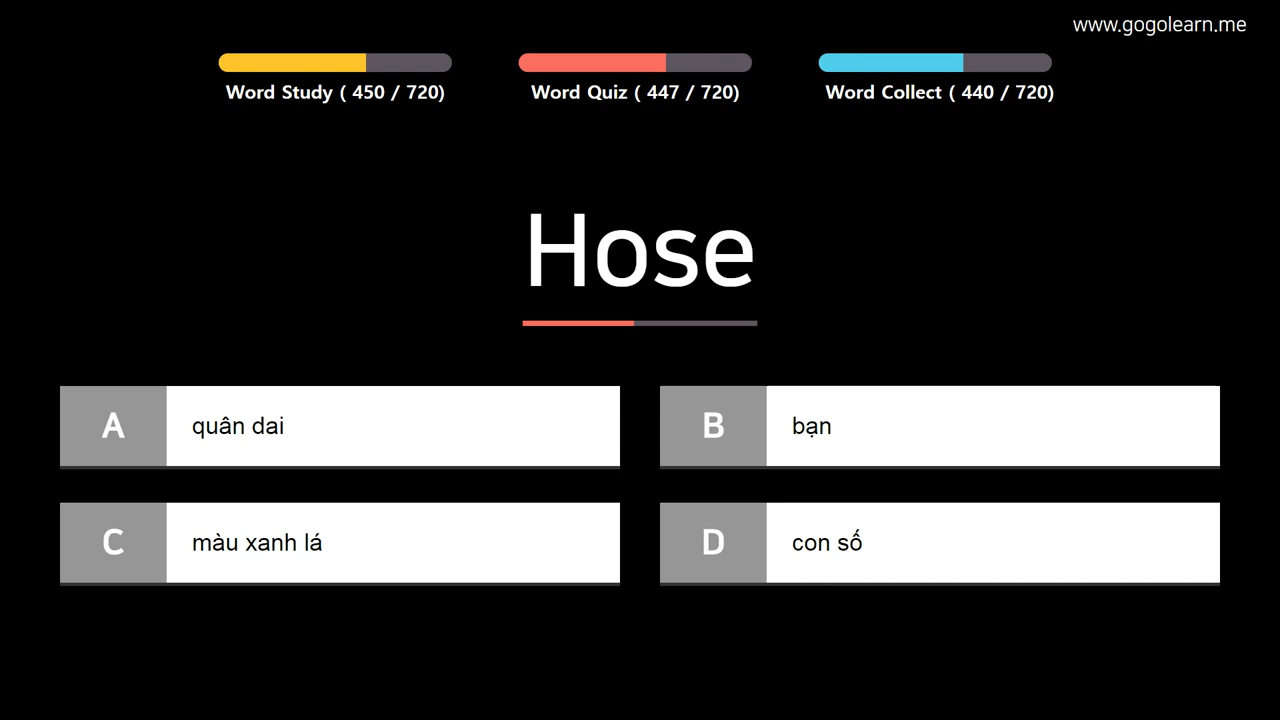 www.gogolearn.me
Word Study ( 450 / 720)
Word Quiz ( 447 / 720)
Word Collect ( 440 / 720)
Hose
A quân dai
B bạn
C màu xanh lá
D con số